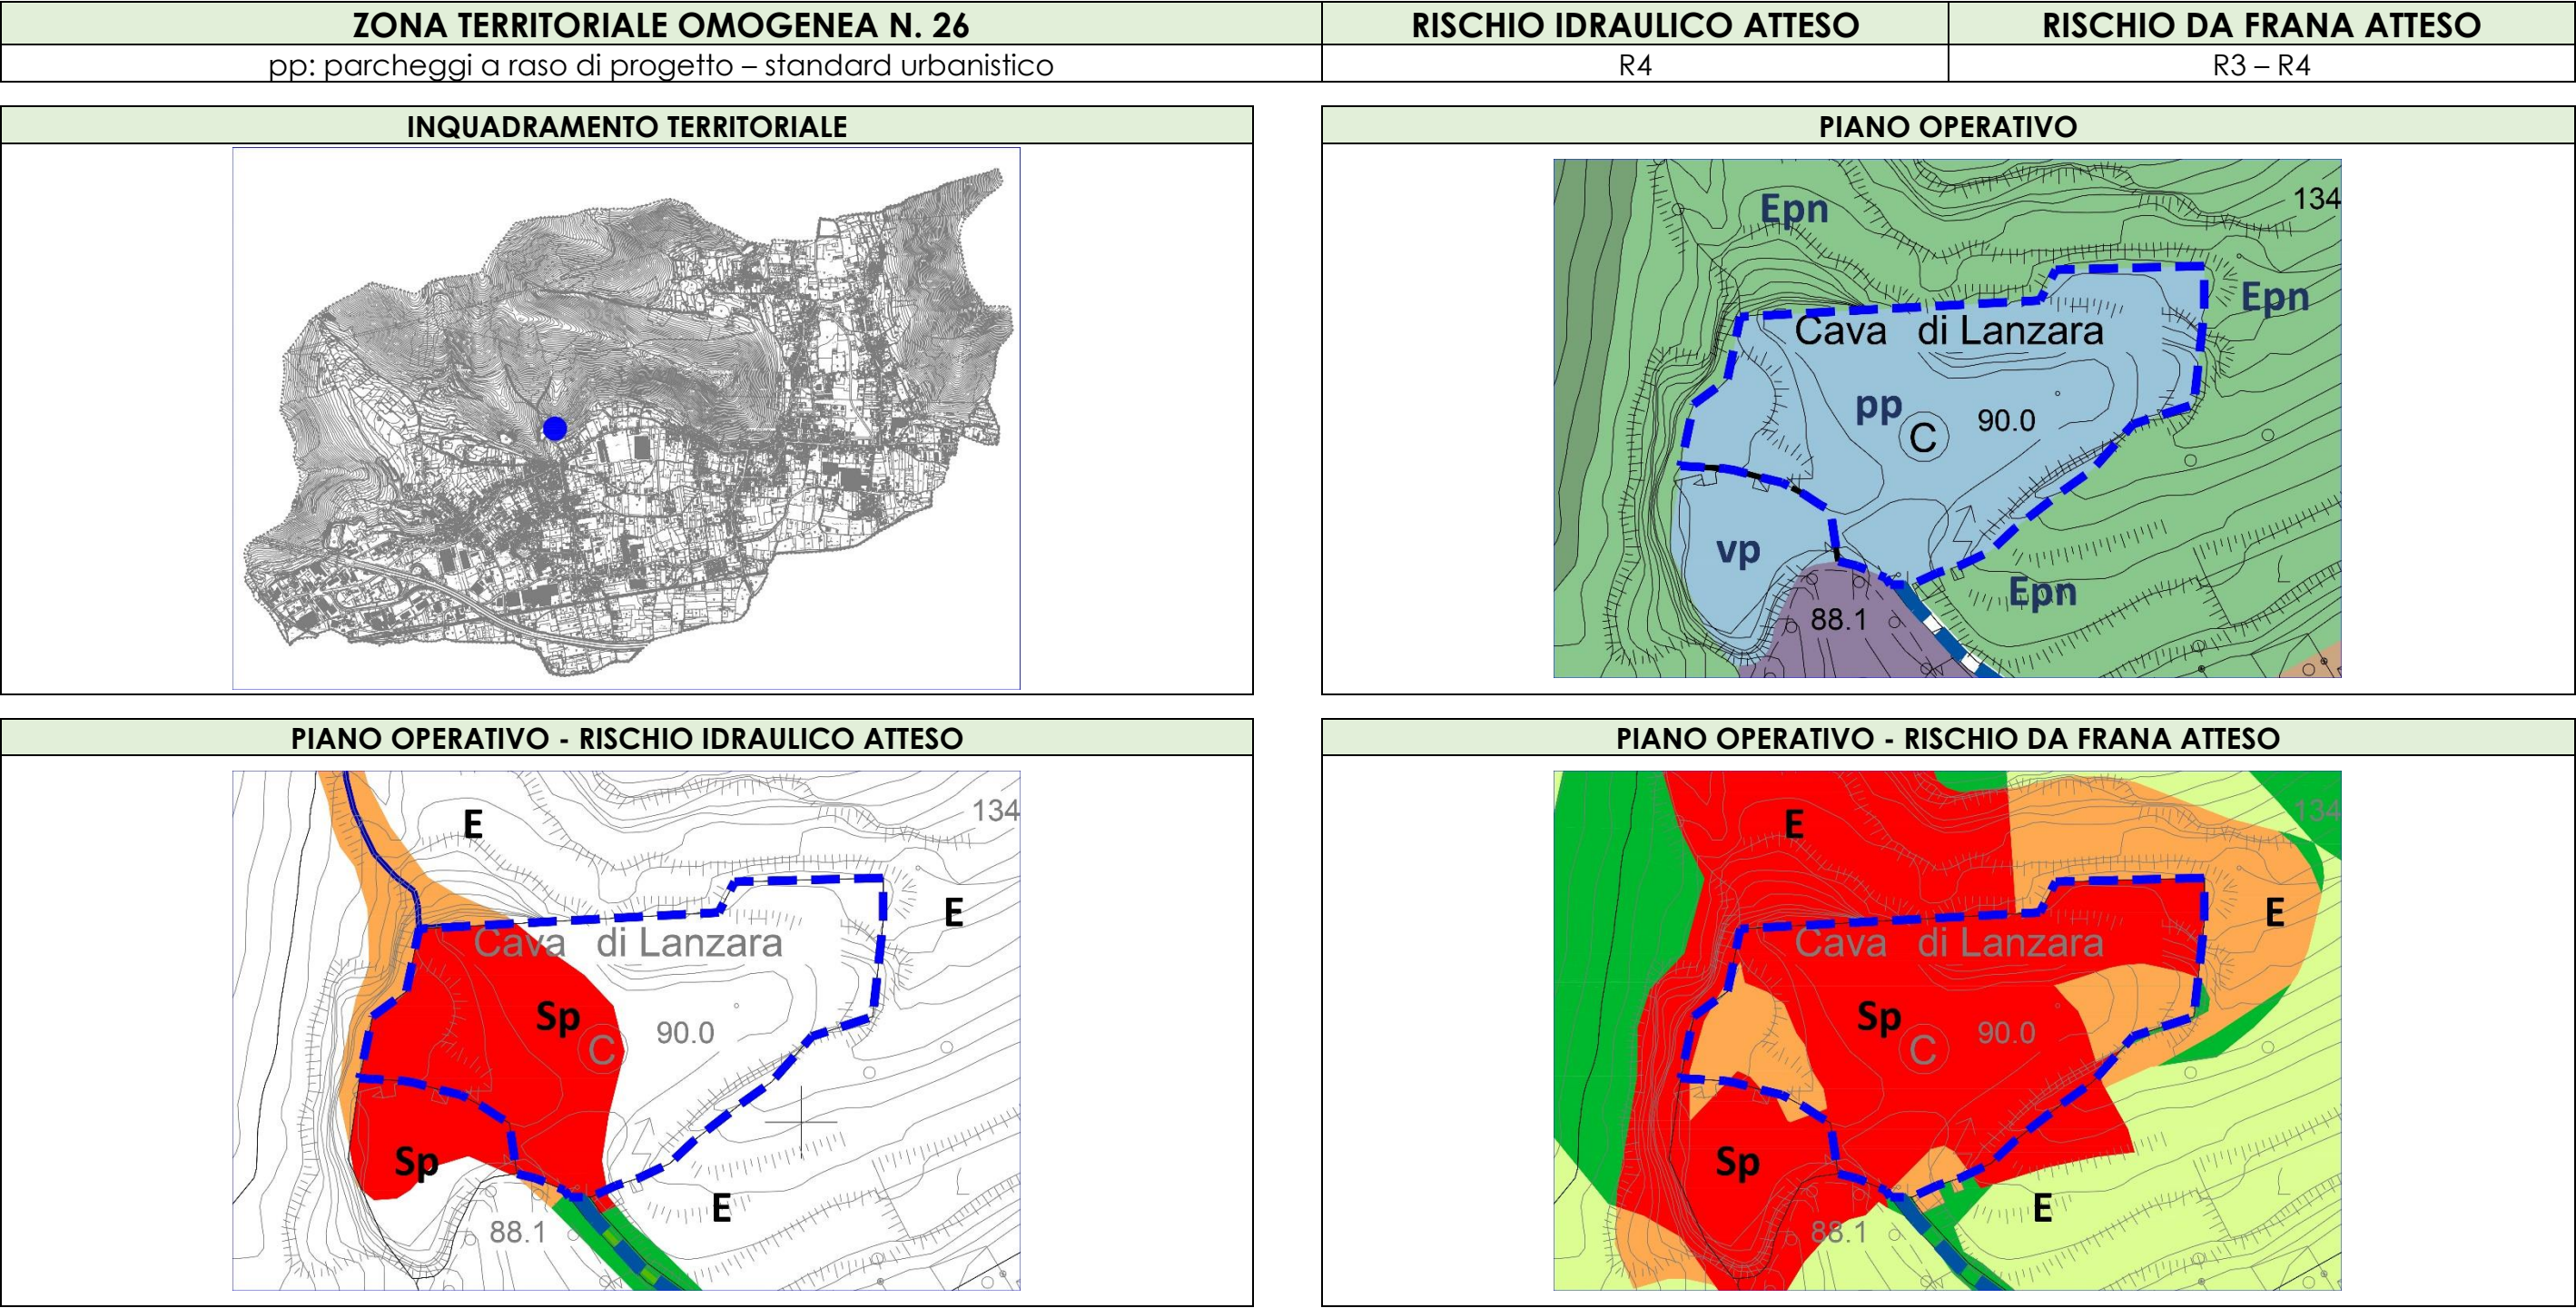 ZONA TERRITORIALE OMOGENEA N. 26
RISCHIO IDRAULICO ATTESO
RISCHIO DA FRANA ATTESO
pp: parcheggi a raso di progetto – standard urbanistico
R4
R3 – R4
INQUADRAMENTO TERRITORIALE
PIANO OPERATIVO
134
Epn
Epn
Cava di Lanzara
pp
C
90.0
vp
Epn
88.1
PIANO OPERATIVO - RISCHIO IDRAULICO ATTESO
PIANO OPERATIVO - RISCHIO DA FRANA ATTESO
134
E
E
Cava di Lanzara
Sp
C
90.0
Sp
E
88.1
134
E
E
Cava di Lanzara
Sp
C
90.0
Sp
E
88.1